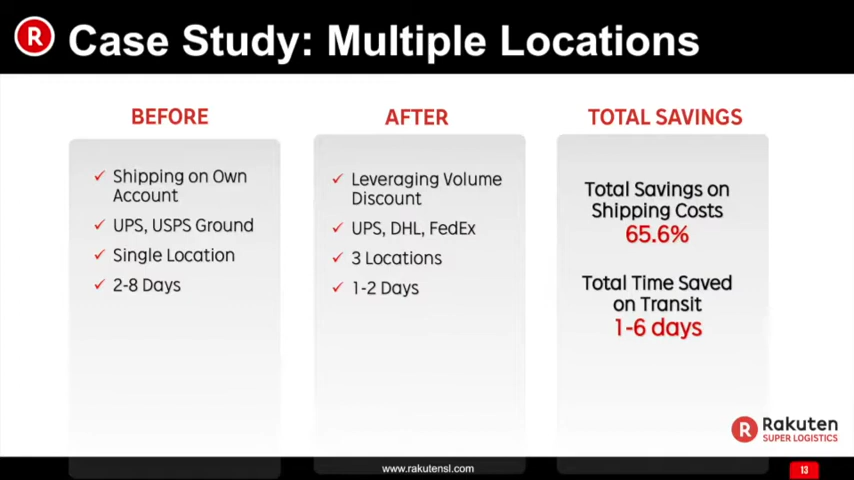 R Case Study: Multiple Locations
BEFORE
Shipping on Own
Account
UPS, USPS Ground
Single Location
2-8 Days
AFTER
Leveraging Volume
Discount
UPS, DHL, FedEx
3 Locations
1-2 Days
TOTAL SAVINGS
Total Savings on
Shipping Costs
65.6%
Total Time Saved
on Transit
1-6 days
R Rakuten
SUPER LOGISTICS
www.rakutensl.com
13